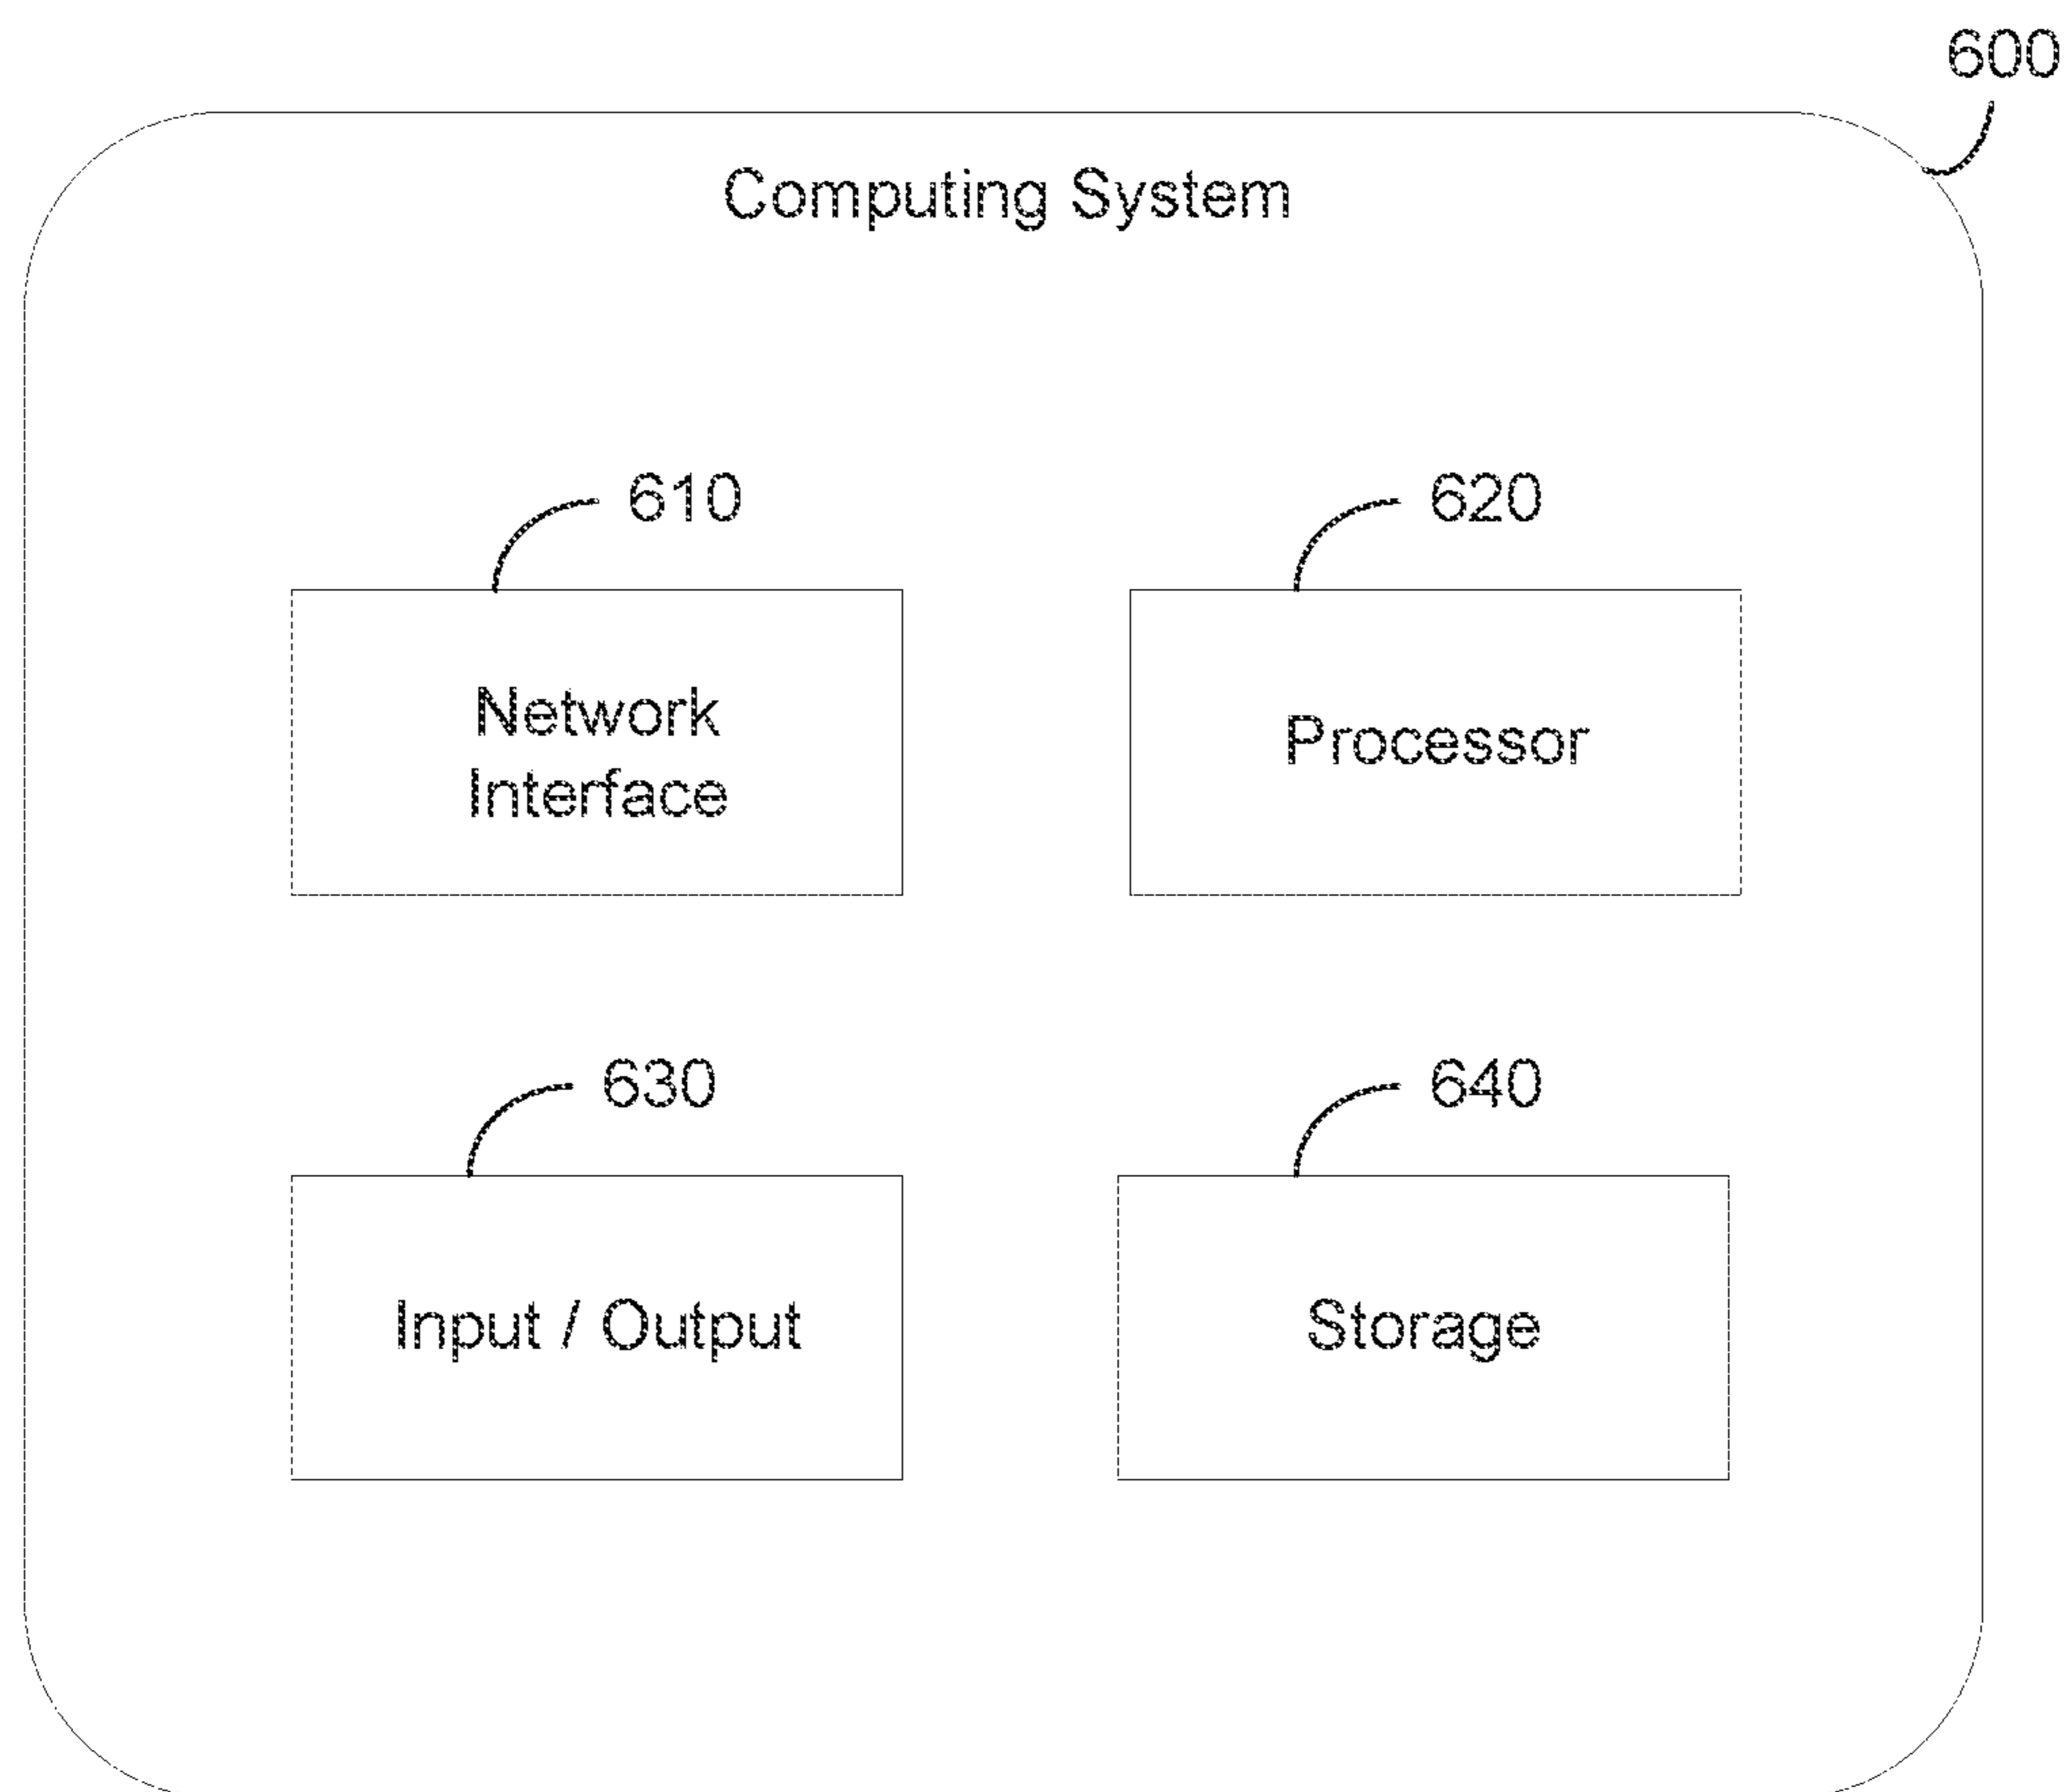 600
Computing System
610
620
Network
Interface
Processor
630
640
Input / Output
Storage